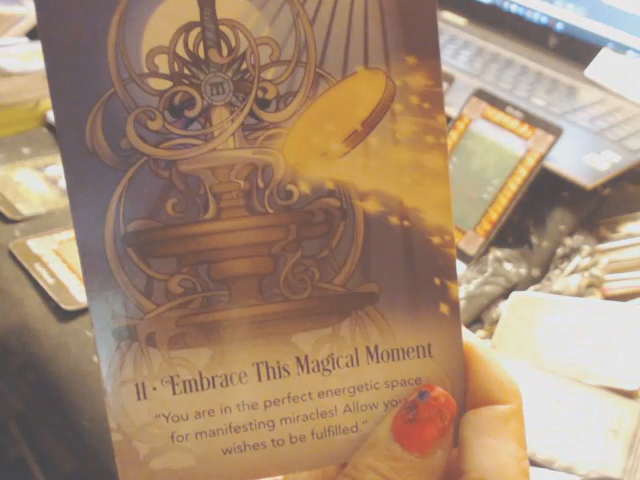 11 • Embrace This Magical Moment
"You are in the perfect energetic space
for manifesting miracles! Allow
wishes to be fulfilled."